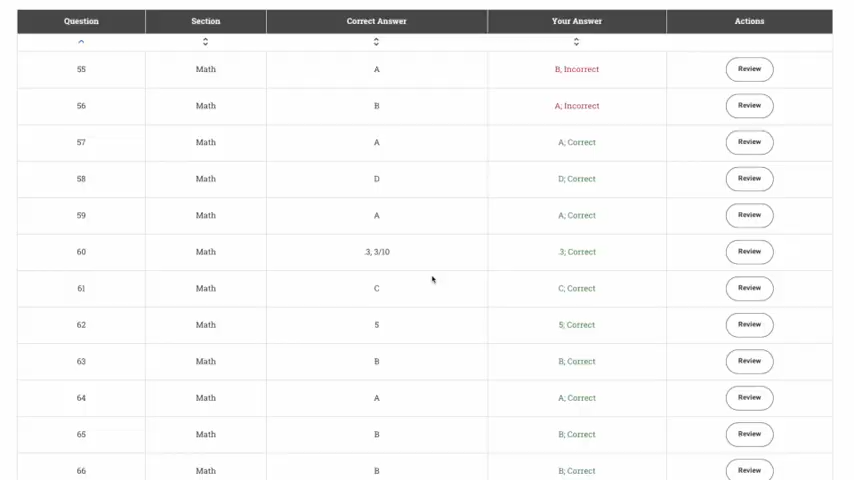 Question Section Correct Answer Your Answer Actions
55 Math A B, Incorrect Review
56 Math B A; Incorrect Review
57 Math A A; Correct Review
58 Math D D; Correct Review
59 Math A A; Correct Review
60 Math .3, 3/10 .3; Correct Review
61 Math C C; Correct Review
62 Math 5 5; Correct Review
63 Math B B; Correct Review
64 Math A A; Correct Review
65 Math B B; Correct Review
66 Math B B; Correct Review